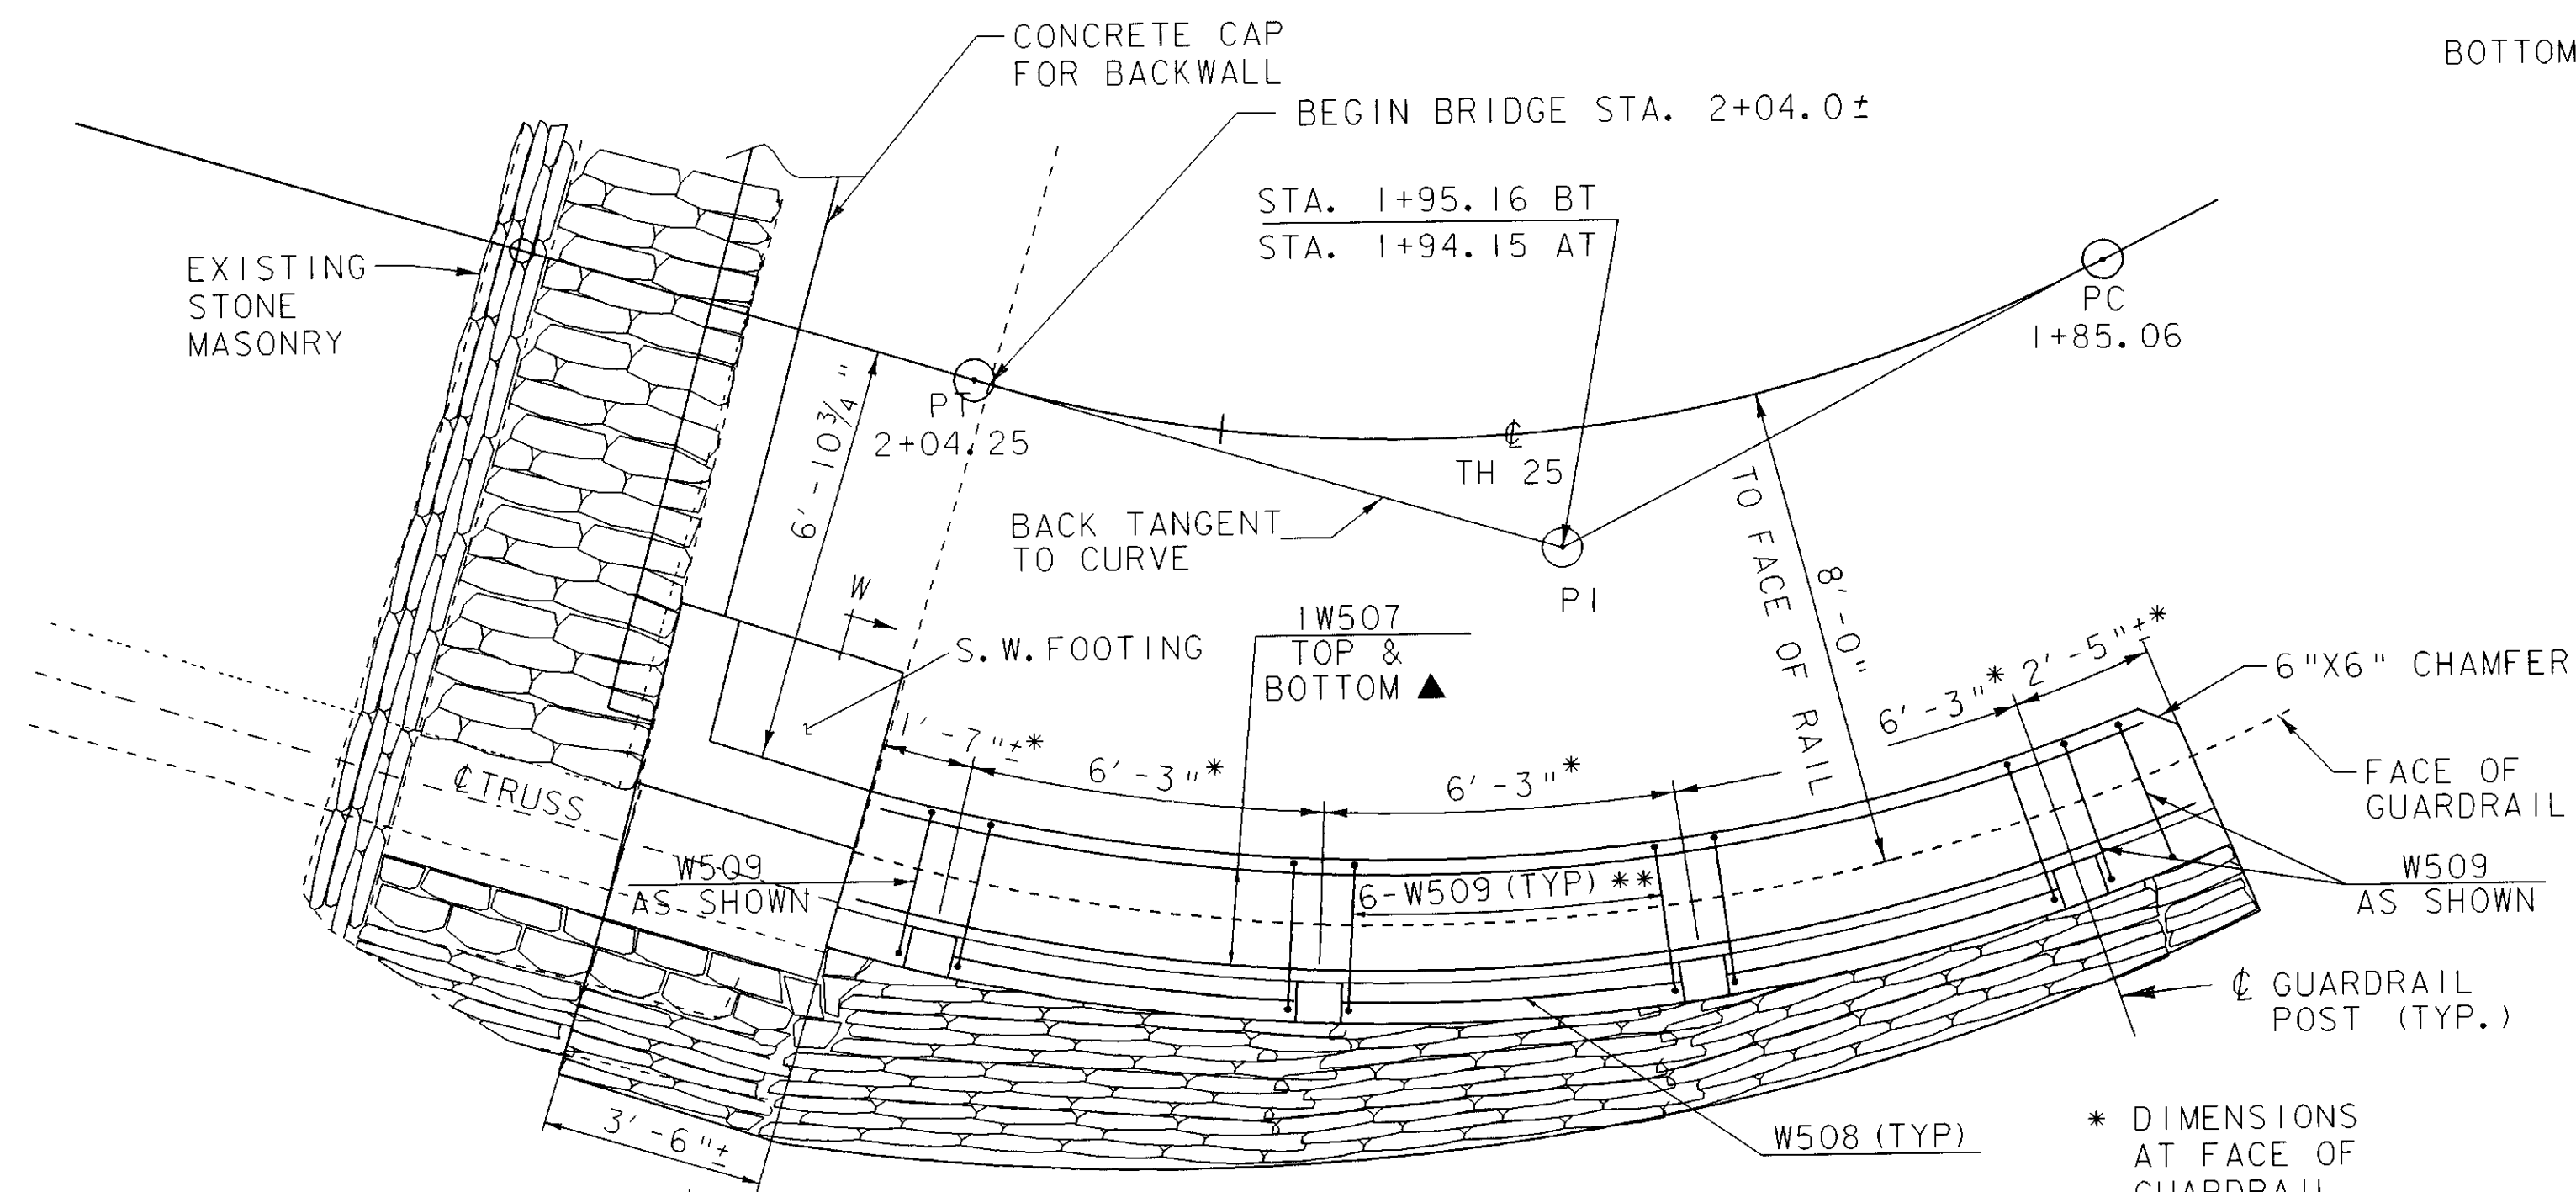 CONCRETE CAP
FOR BACKWALL
BOTTOM
BEGIN BRIDGE STA. 2+04.0±
STA. 1+95.16 BT
STA. 1+94.15 AT
EXISTING
STONE
MASONRY
PC
1+85.06
PT
2+04.25
6'-10¾"
℄
TH 25
BACK TANGENT
TO CURVE
PI
8'-0"
TO FACE OF RAIL
W
S.W. FOOTING
1W507
TOP &
BOTTOM ▲
1'-7"±*
6'-3"*
6'-3"*
6'-3"*
2'-5"±*
6"X6" CHAMFER
FACE OF
GUARDRAIL
℄ TRUSS
W509
AS SHOWN
6-W509 (TYP) **
W509
AS SHOWN
℄ GUARDRAIL
POST (TYP.)
3'-6"±
W508 (TYP)
* DIMENSIONS
AT FACE OF
GUARDRAIL